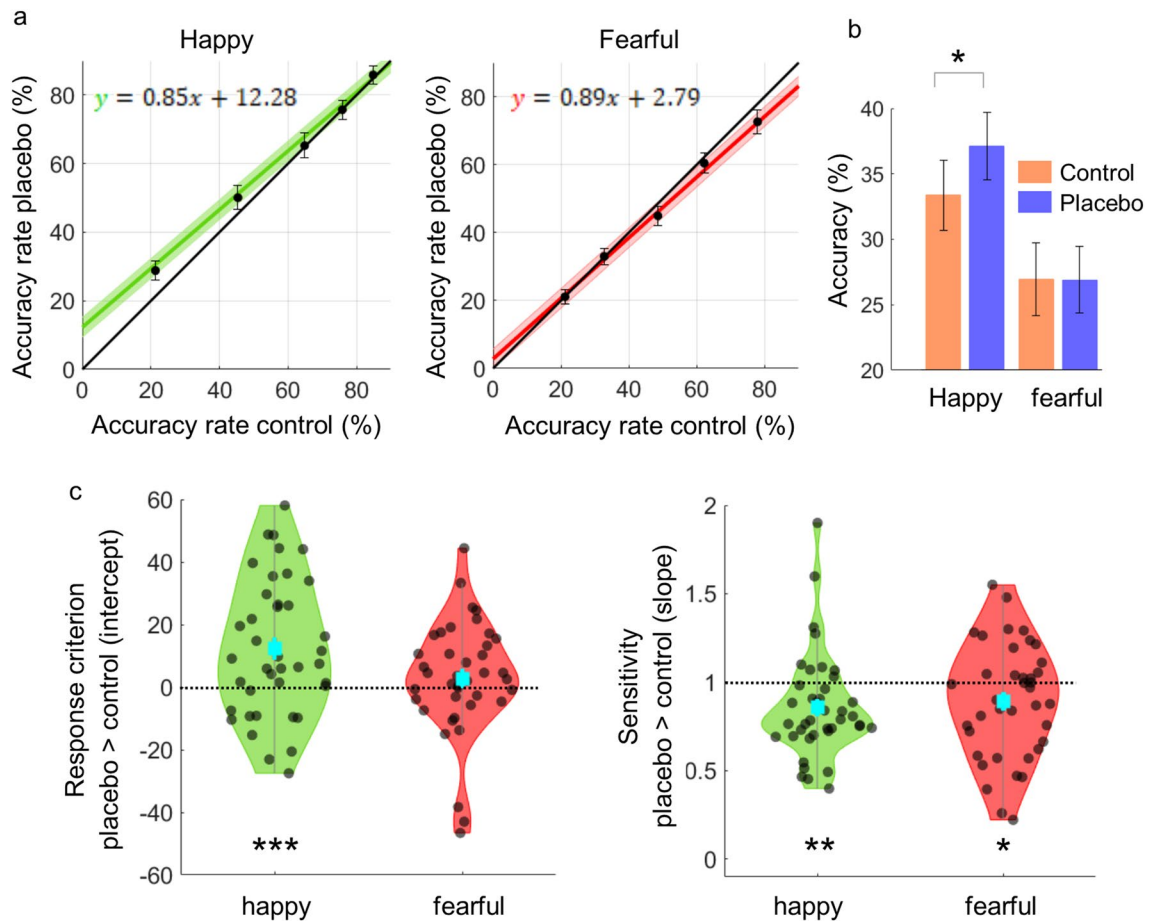 a
Happy
Fearful
b
*
y = 0.85x + 12.28
y = 0.89x + 2.79
Accuracy rate placebo (%)
80
60
40
20
0
0 20 40 60 80
Accuracy rate control (%)
Accuracy rate placebo (%)
80
60
40
20
0
0 20 40 60 80
Accuracy rate control (%)
Accuracy (%)
40
35
30
25
20
Control
Placebo
Happy fearful
c
Response criterion
placebo > control (intercept)
60
40
20
0
-20
-40
-60
***
happy fearful
Sensitivity
placebo > control (slope)
2
1.5
1
0.5
0
** *
happy fearful